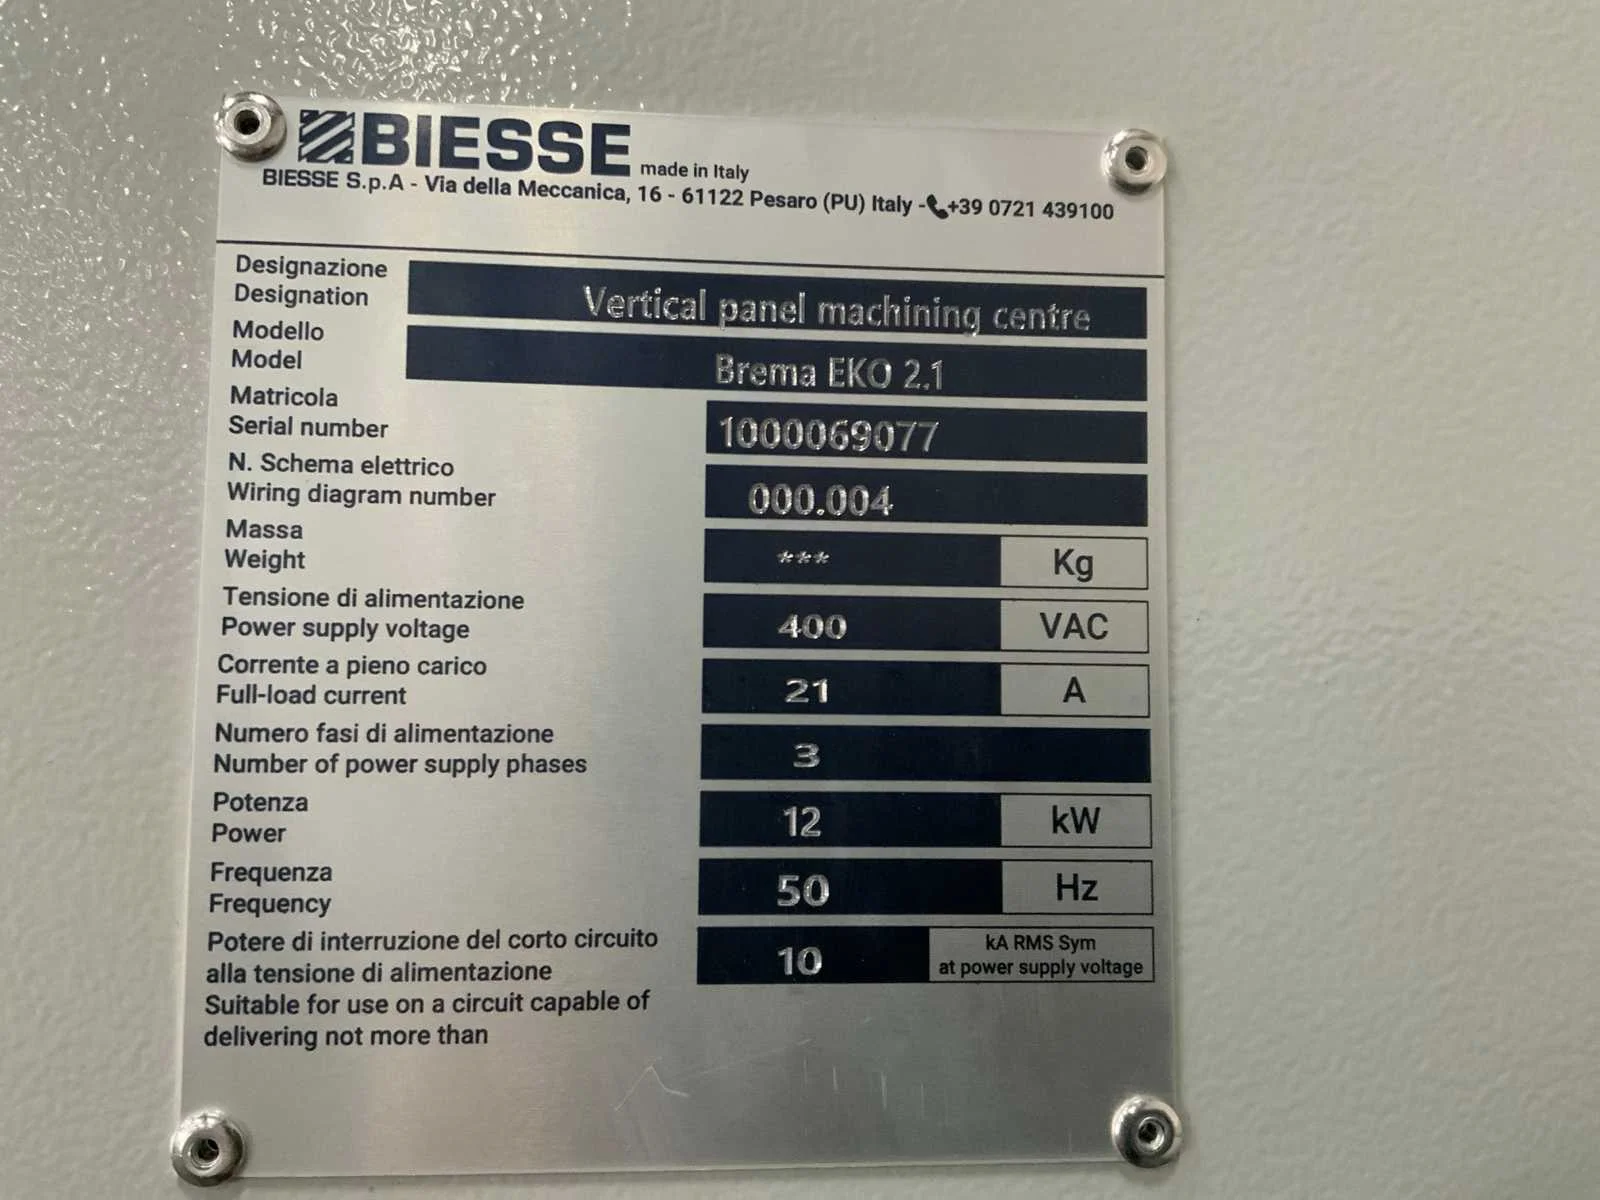 BIESSE made in Italy
BIESSE S.p.A - Via della Meccanica, 16 - 61122 Pesaro (PU) Italy - +39 0721 439100
Designazione
Designation
Vertical panel machining centre
Modello
Model
Brema EKO 2.1
Matricola
Serial number
1000069077
N. Schema elettrico
Wiring diagram number
000.004
Massa
Weight
*** Kg
Tensione di alimentazione
Power supply voltage
400 VAC
Corrente a pieno carico
Full-load current
21 A
Numero fasi di alimentazione
Number of power supply phases
3
Potenza
Power
12 kW
Frequenza
Frequency
50 Hz
Potere di interruzione del corto circuito
alla tensione di alimentazione
Suitable for use on a circuit capable of
delivering not more than
10 kA RMS Sym
at power supply voltage